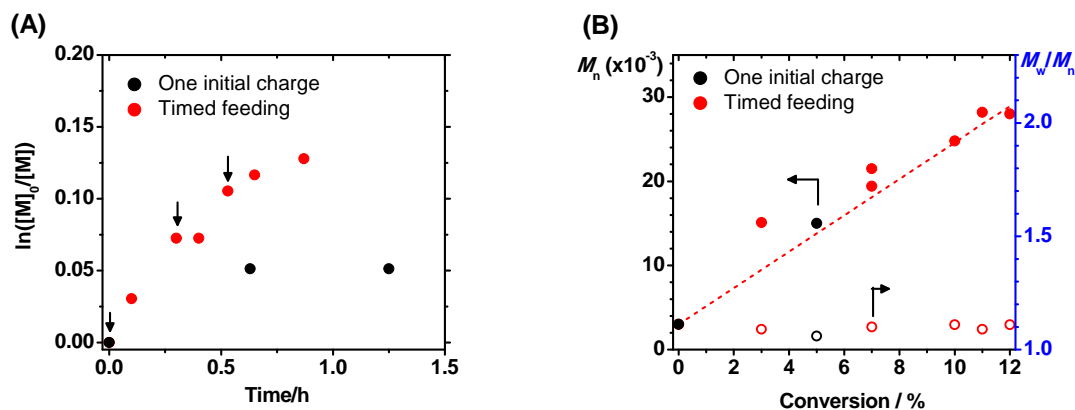 (A)
0.20
0.15
0.10
0.05
0.00
ln([M]0/[M])
One initial charge
Timed feeding
0.0 0.5 1.0 1.5
Time/h
(B)
Mn (x10-3)
Mw/Mn
One initial charge
Timed feeding
30
20
10
0
2.0
1.5
1.0
0 2 4 6 8 10 12
Conversion / %